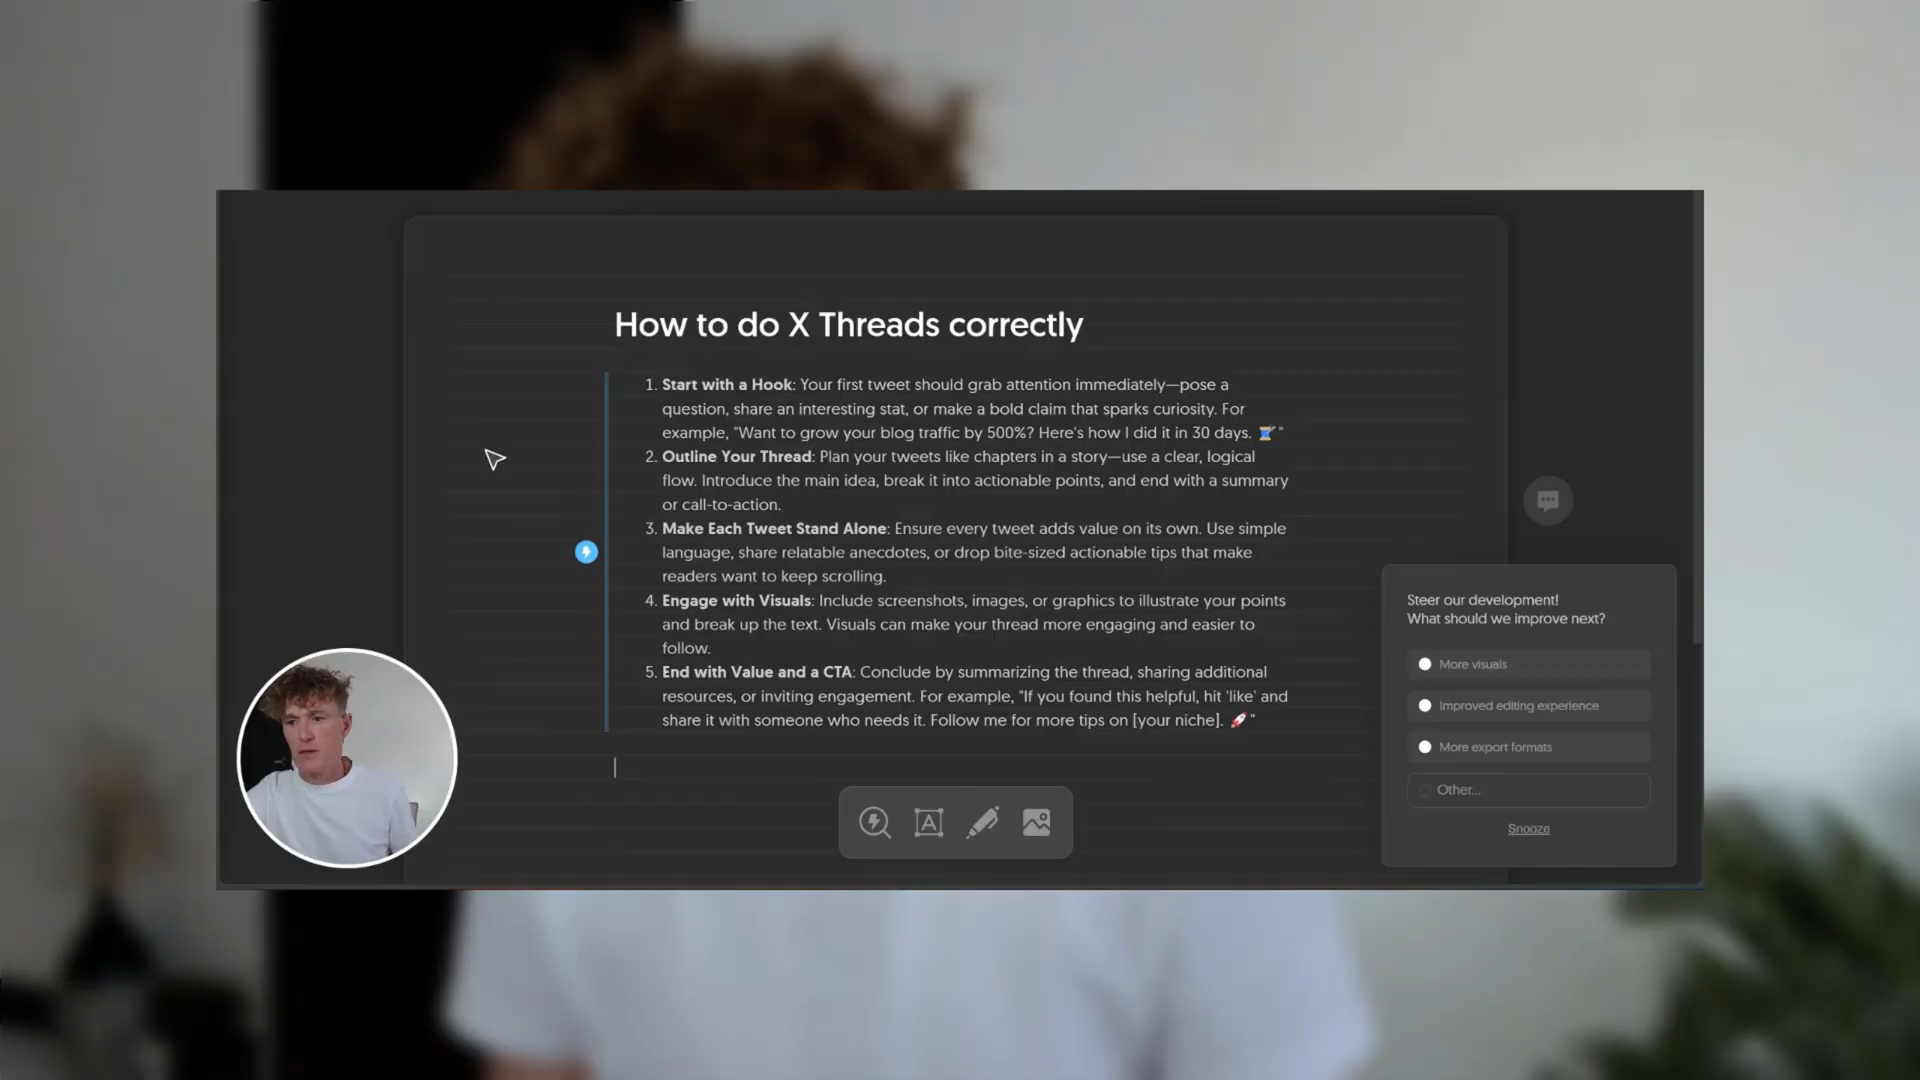 How to do X Threads correctly
1. Start with a Hook: Your first tweet should grab attention immediately—pose a
question, share an interesting stat, or make a bold claim that sparks curiosity. For
example, "Want to grow your blog traffic by 500%? Here's how I did it in 30 days. 🧵"
2. Outline Your Thread: Plan your tweets like chapters in a story—use a clear, logical
flow. Introduce the main idea, break it into actionable points, and end with a summary
or call-to-action.
3. Make Each Tweet Stand Alone: Ensure every tweet adds value on its own. Use simple
language, share relatable anecdotes, or drop bite-sized actionable tips that make
readers want to keep scrolling.
4. Engage with Visuals: Include screenshots, images, or graphics to illustrate your points
and break up the text. Visuals can make your thread more engaging and easier to
follow.
5. End with Value and a CTA: Conclude by summarizing the thread, sharing additional
resources, or inviting engagement. For example, "If you found this helpful, hit 'like' and
share it with someone who needs it. Follow me for more tips on [your niche]. 🚀"
A
Steer our development!
What should we improve next?
More visuals
Improved editing experience
More export formats
Other...
Snooze